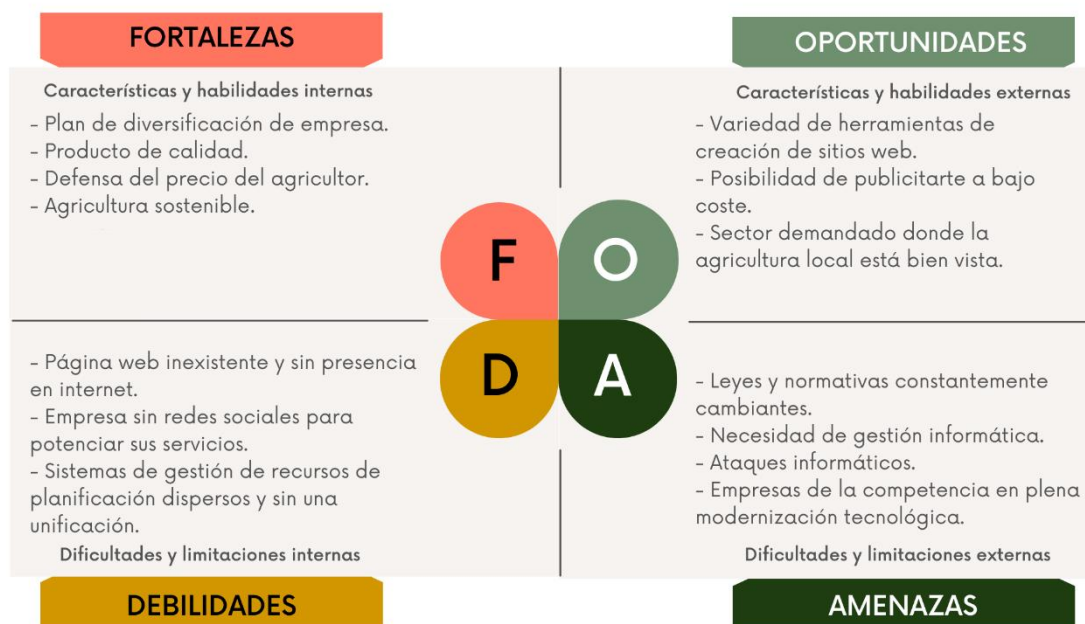 FORTALEZAS
Características y habilidades internas
- Plan de diversificación de empresa.
- Producto de calidad.
- Defensa del precio del agricultor.
- Agricultura sostenible.
OPORTUNIDADES
Características y habilidades externas
- Variedad de herramientas de
creación de sitios web.
- Posibilidad de publicitarte a bajo
coste.
- Sector demandado donde la
agricultura local está bien vista.
F
O
D
A
- Página web inexistente y sin presencia
en internet.
- Empresa sin redes sociales para
potenciar sus servicios.
- Sistemas de gestión de recursos de
planificación dispersos y sin una
unificación.
Dificultades y limitaciones internas
DEBILIDADES
- Leyes y normativas constantemente
cambiantes.
- Necesidad de gestión informática.
- Ataques informáticos.
- Empresas de la competencia en plena
modernización tecnológica.
Dificultades y limitaciones externas
AMENAZAS